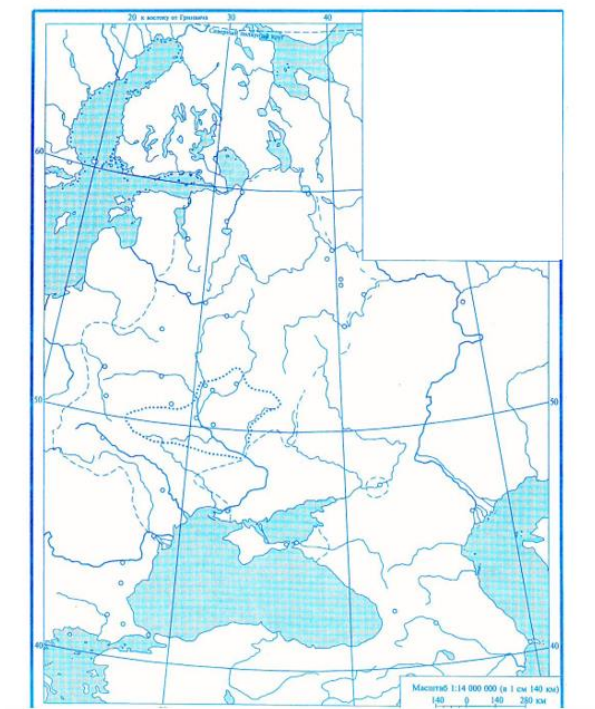 20 к востоку от Гринвича 30 40
Северный полярный круг
60
50 50
40 40
Масштаб 1:14 000 000 (в 1 см 140 км)
140 0 140 280 км